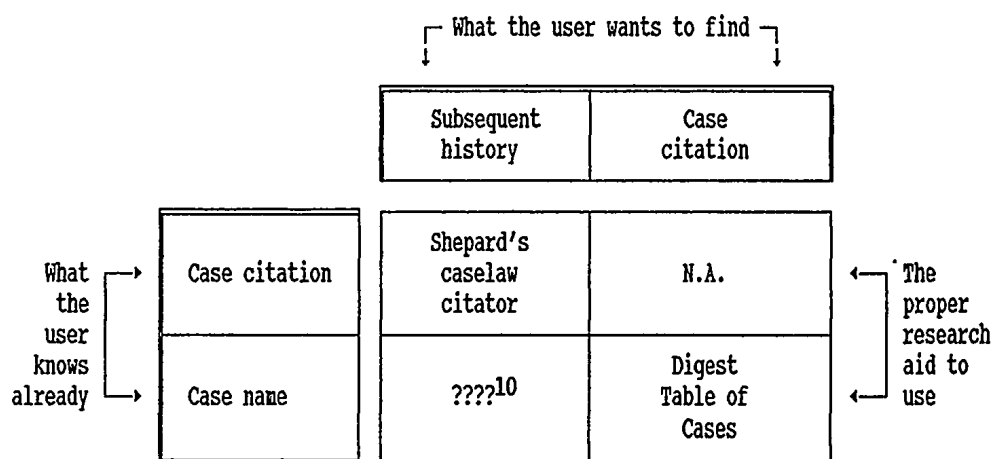 What the user wants to find
Subsequent history
Case citation
What the user knows already
Case citation
Shepard's caselaw citator
N.A.
The proper research aid to use
Case name
????10
Digest Table of Cases